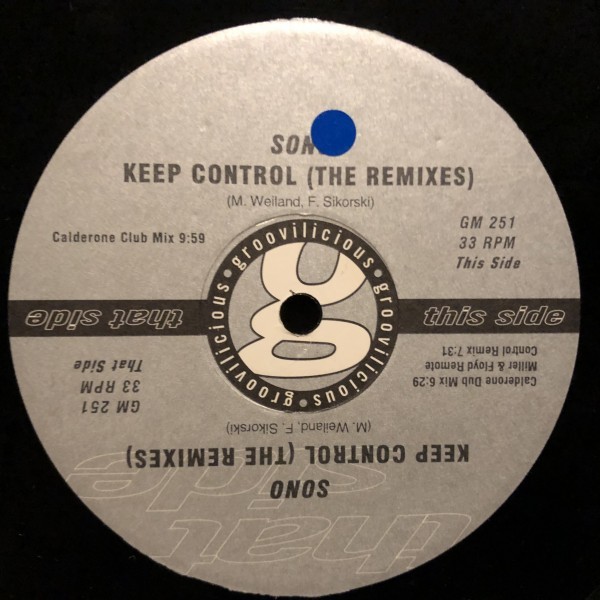 SONO
KEEP CONTROL (THE REMIXES)
(M. Weiland, F. Sikorski)
Calderone Club Mix 9:59
GM 251
33 RPM
This Side
groovilicious • groovilicious • groovilicious • groovilicious •
g
this side
that side
SONO
KEEP CONTROL (THE REMIXES)
(M. Weiland, F. Sikorski)
GM 251
33 RPM
That Side
Calderone Dub Mix 6:29
Miller & Floyd Remote
Control Remix 7:31
that
side